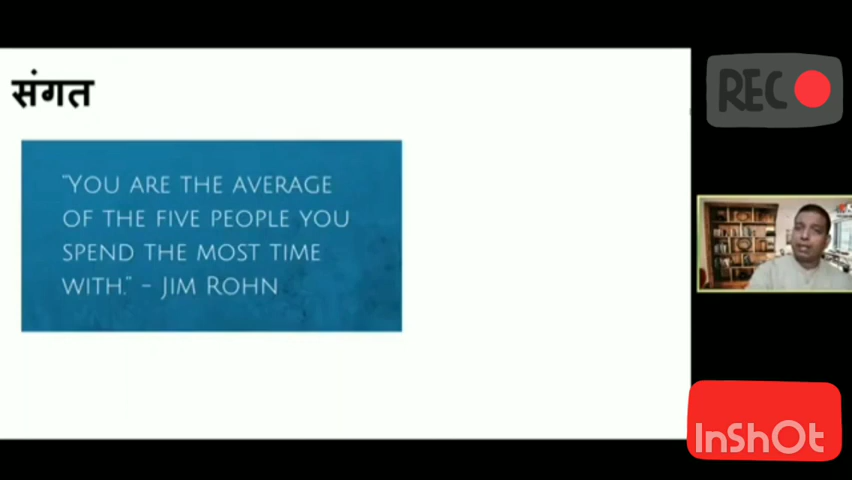 संगत
"YOU ARE THE AVERAGE
OF THE FIVE PEOPLE YOU
SPEND THE MOST TIME
WITH." – JIM ROHN
REC
InShOt